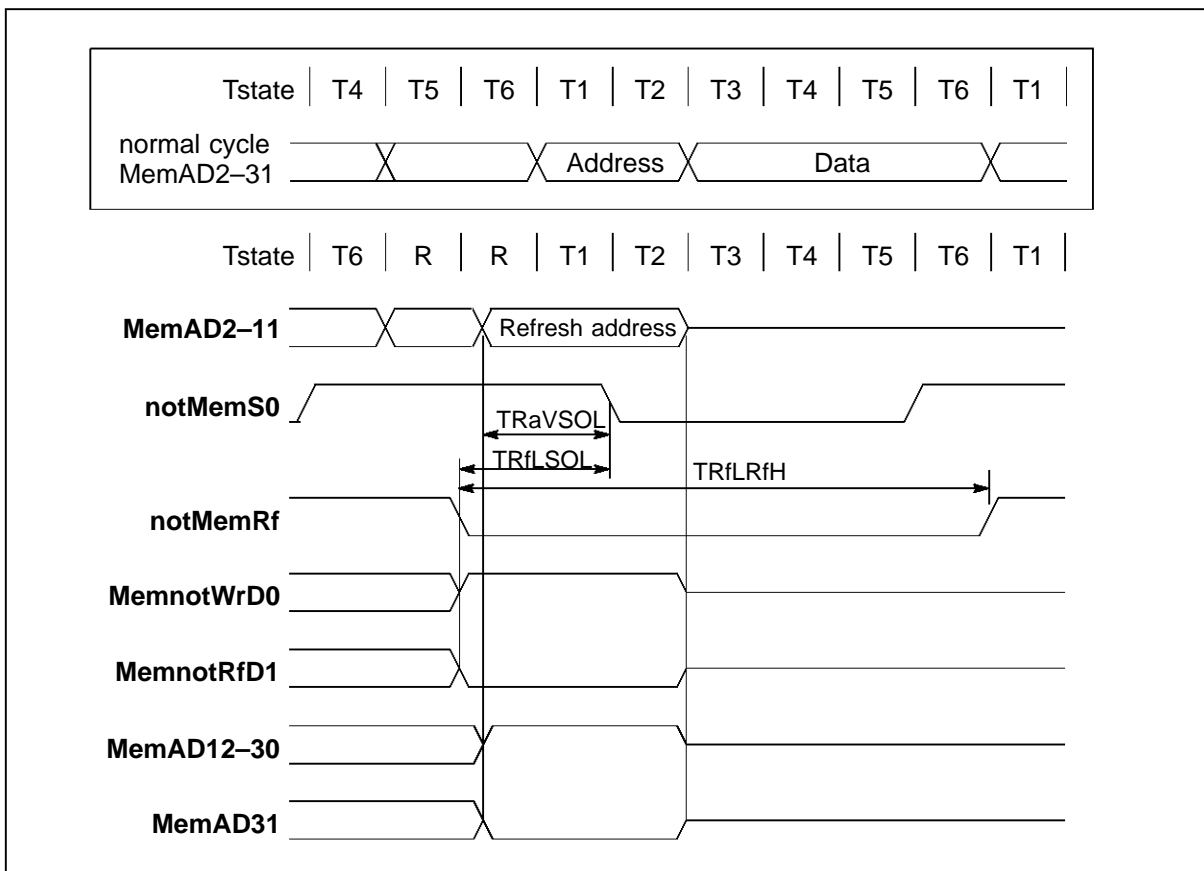 Tstate T4 T5 T6 T1 T2 T3 T4 T5 T6 T1
normal cycle
MemAD2–31 Address Data
Tstate T6 R R T1 T2 T3 T4 T5 T6 T1
MemAD2–11 Refresh address
notMemS0
TRaVSOL
TRfLSOL
TRfLRfH
notMemRf
MemnotWrD0
MemnotRfD1
MemAD12–30
MemAD31